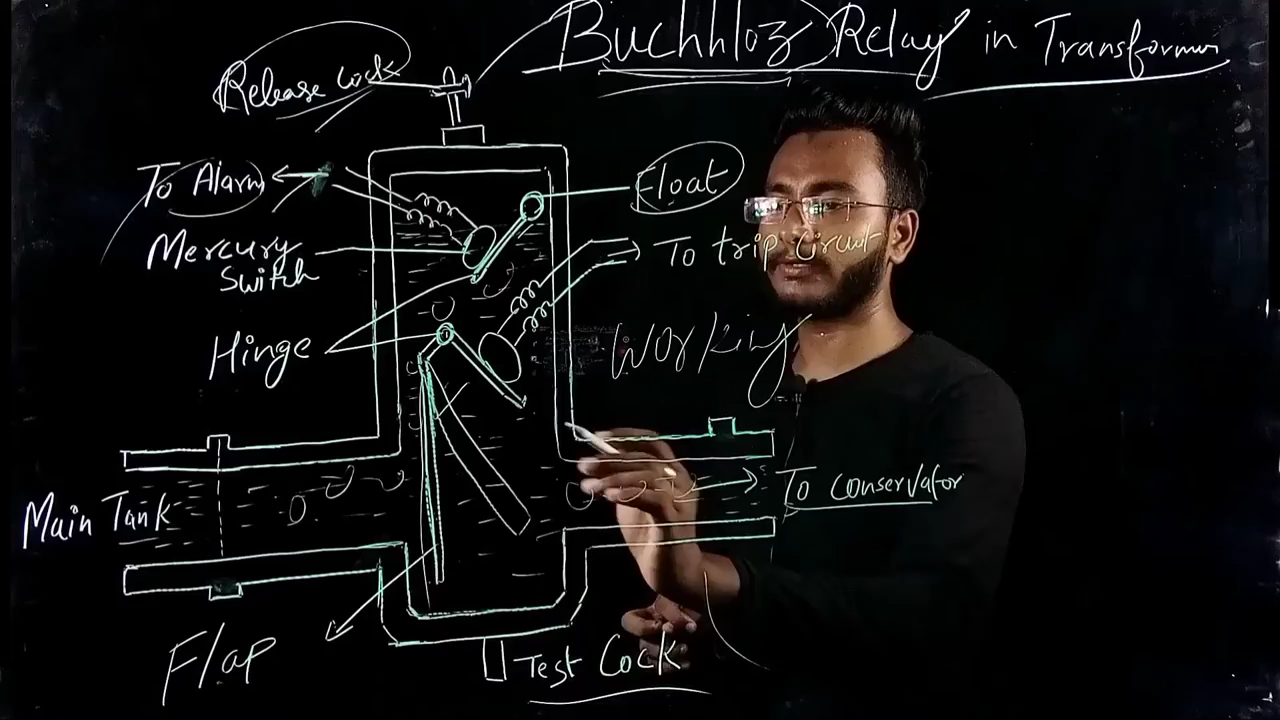 Buchhloz Relay in Transformer
Release cock
To Alarm
Float
Mercury
Switch
To trip circuit
Hinge
Working
Main Tank
To conservator
Flap
Test Cock